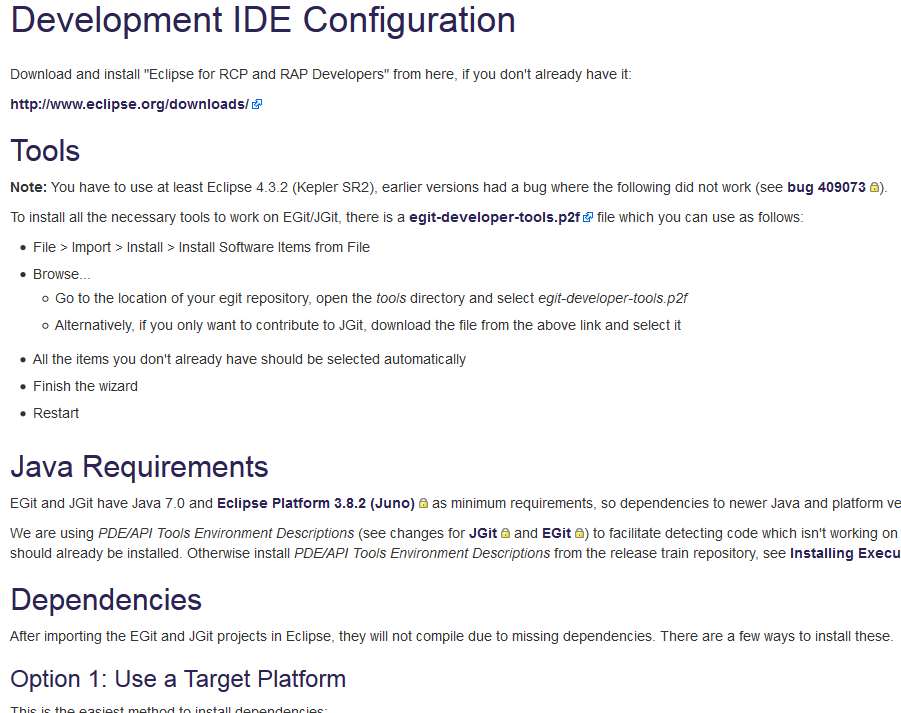 Development IDE Configuration
Download and install "Eclipse for RCP and RAP Developers" from here, if you don't already have it:
http://www.eclipse.org/downloads/
Tools
Note: You have to use at least Eclipse 4.3.2 (Kepler SR2), earlier versions had a bug where the following did not work (see bug 409073).
To install all the necessary tools to work on EGit/JGit, there is a egit-developer-tools.p2f file which you can use as follows:
File > Import > Install > Install Software Items from File
Browse...
Go to the location of your egit repository, open the tools directory and select egit-developer-tools.p2f
Alternatively, if you only want to contribute to JGit, download the file from the above link and select it
All the items you don't already have should be selected automatically
Finish the wizard
Restart
Java Requirements
EGit and JGit have Java 7.0 and Eclipse Platform 3.8.2 (Juno) as minimum requirements, so dependencies to newer Java and platform ve
We are using PDE/API Tools Environment Descriptions (see changes for JGit and EGit) to facilitate detecting code which isn't working on
should already be installed. Otherwise install PDE/API Tools Environment Descriptions from the release train repository, see Installing Execu
Dependencies
After importing the EGit and JGit projects in Eclipse, they will not compile due to missing dependencies. There are a few ways to install these.
Option 1: Use a Target Platform
This is the easiest method to install dependencies: